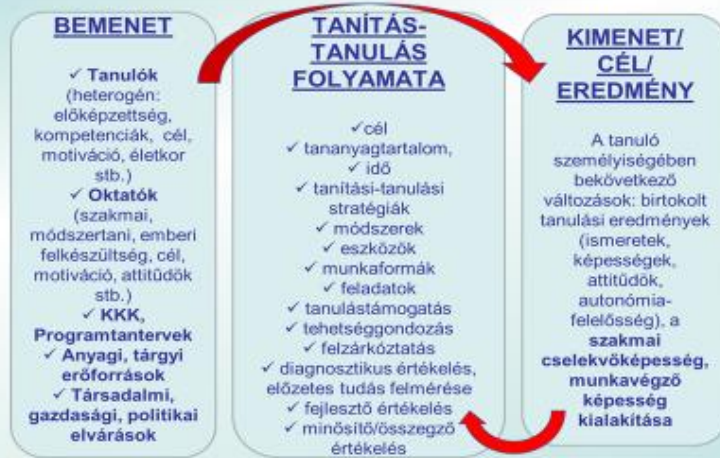 BEMENET
✓ Tanulók
(heterogén:
előképzettség,
kompetenciák, cél,
motiváció, életkor
stb.)
✓ Oktatók
(szakmai,
módszertani, emberi
felkészültség, cél,
motiváció, attitűdök
stb.)
✓ KKK,
Programtantervek
✓ Anyagi, tárgyi
erőforrások
✓ Társadalmi,
gazdasági, politikai
elvárások
TANÍTÁS-
TANULÁS
FOLYAMATA
✓cél
✓ tananyagtartalom,
✓ idő
✓ tanítási-tanulási
stratégiák
✓ módszerek
✓ eszközök
✓ munkaformák
✓ feladatok
✓ tanulástámogatás
✓ tehetséggondozás
✓ felzárkóztatás
✓ diagnosztikus értékelés,
előzetes tudás felmérése
✓ fejlesztő értékelés
✓ minősítő/összegző
értékelés
KIMENET/
CÉL/
EREDMÉNY
A tanuló
személyiségében
bekövetkező
változások: birtokolt
tanulási eredmények
(ismeretek,
képességek,
attitűdök,
autonómia-
felelősség), a
szakmai
cselekvőképesség,
munkavégző
képesség
kialakítása